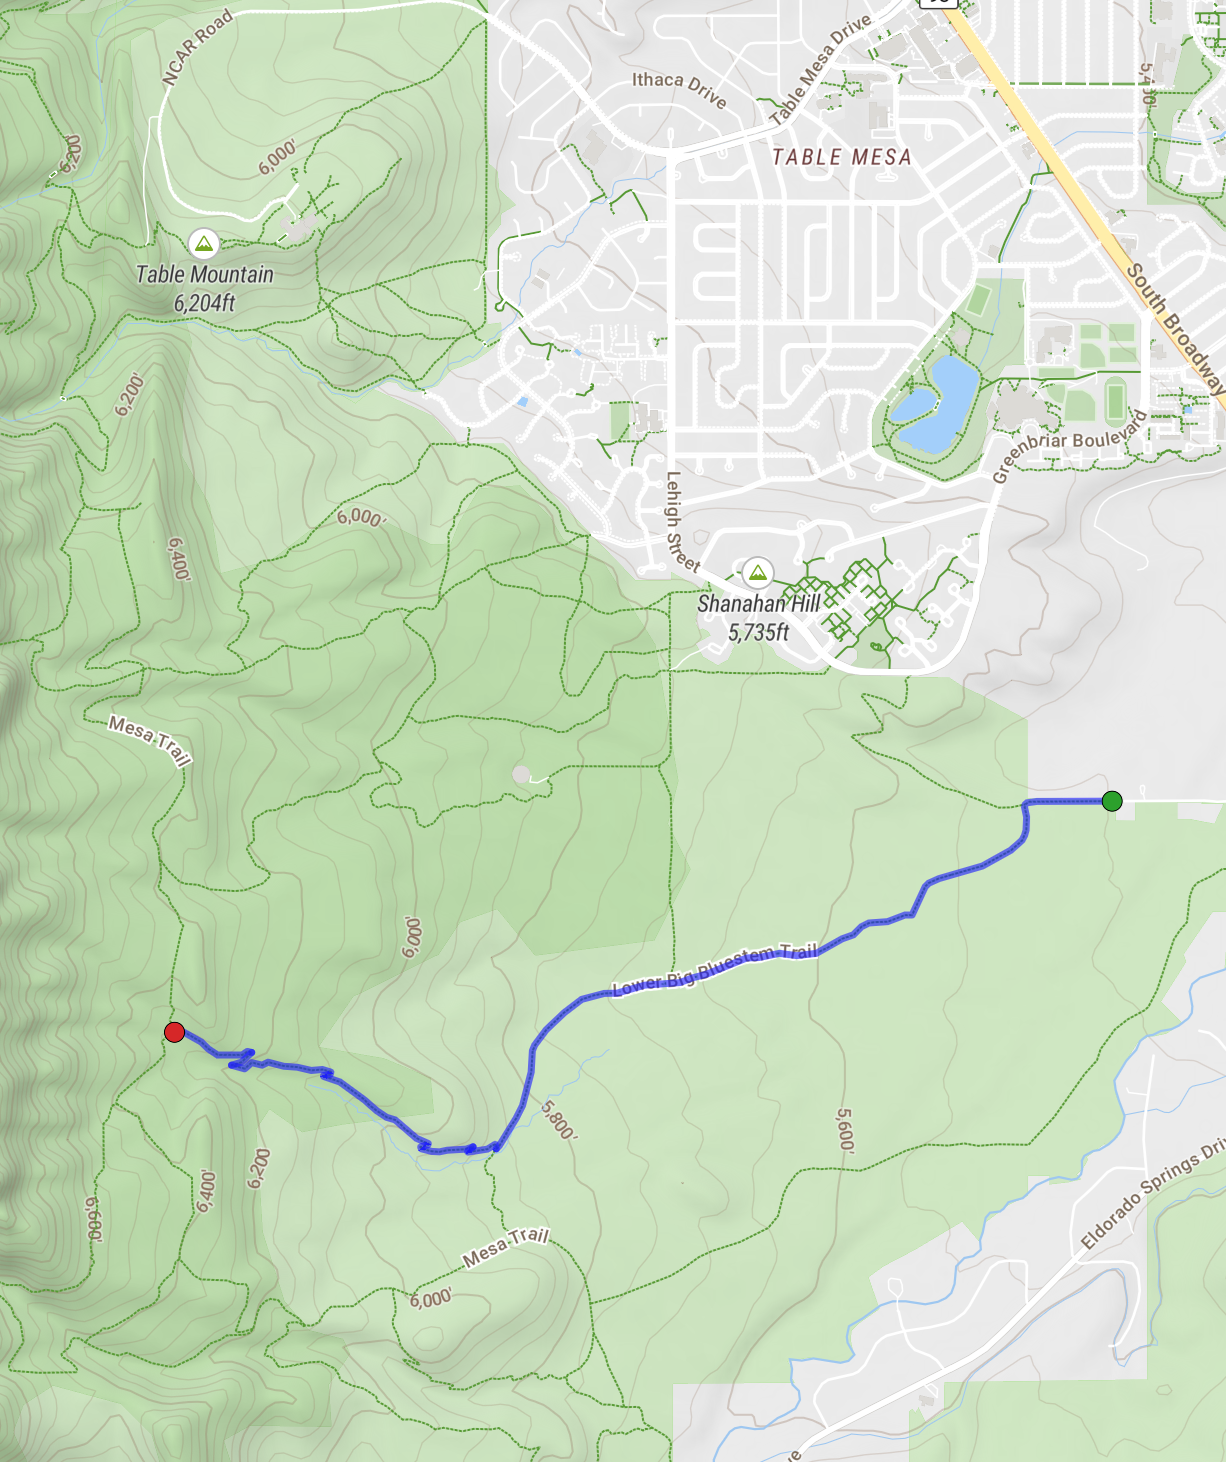 NCAR Road
Ithaca Drive
Table Mesa Drive
5,400'
6,200'
6,000'
TABLE MESA
Table Mountain
6,204ft
South Broadway
6,200'
Greenbriar Boulevard
Lehigh Street
6,000'
6,400'
Shanahan Hill
5,735ft
Mesa Trail
6,000'
Lower Big Bluestem Trail
5,800'
5,600'
6,200'
6,400'
6,600'
Mesa Trail
Eldorado Springs Driv
6,000'